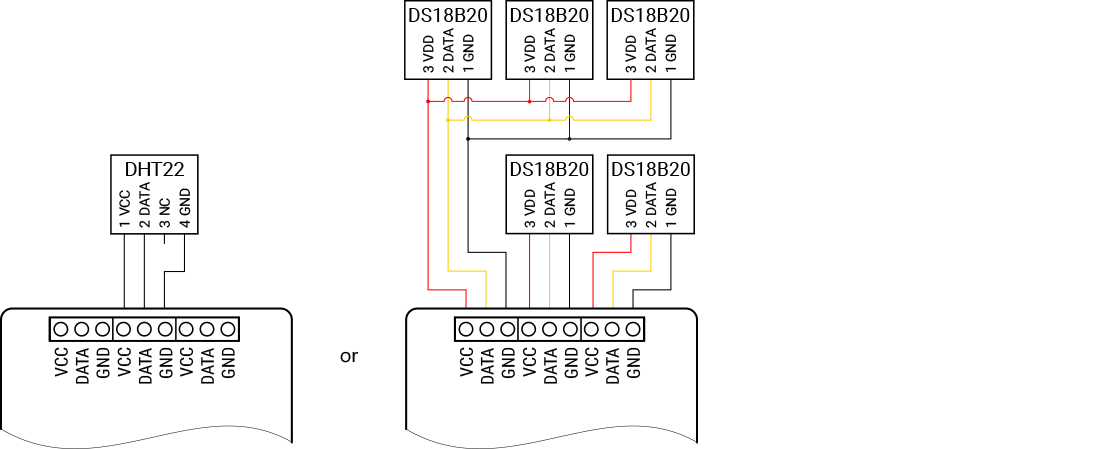 DS18B20 DS18B20 DS18B20
3 VDD 2 DATA 1 GND 3 VDD 2 DATA 1 GND 3 VDD 2 DATA 1 GND
DHT22 DS18B20 DS18B20
1 VCC 2 DATA 3 NC 4 GND 3 VDD 2 DATA 1 GND 3 VDD 2 DATA 1 GND
VCC DATA GND VCC DATA GND VCC DATA GND
or
VCC DATA GND VCC DATA GND VCC DATA GND